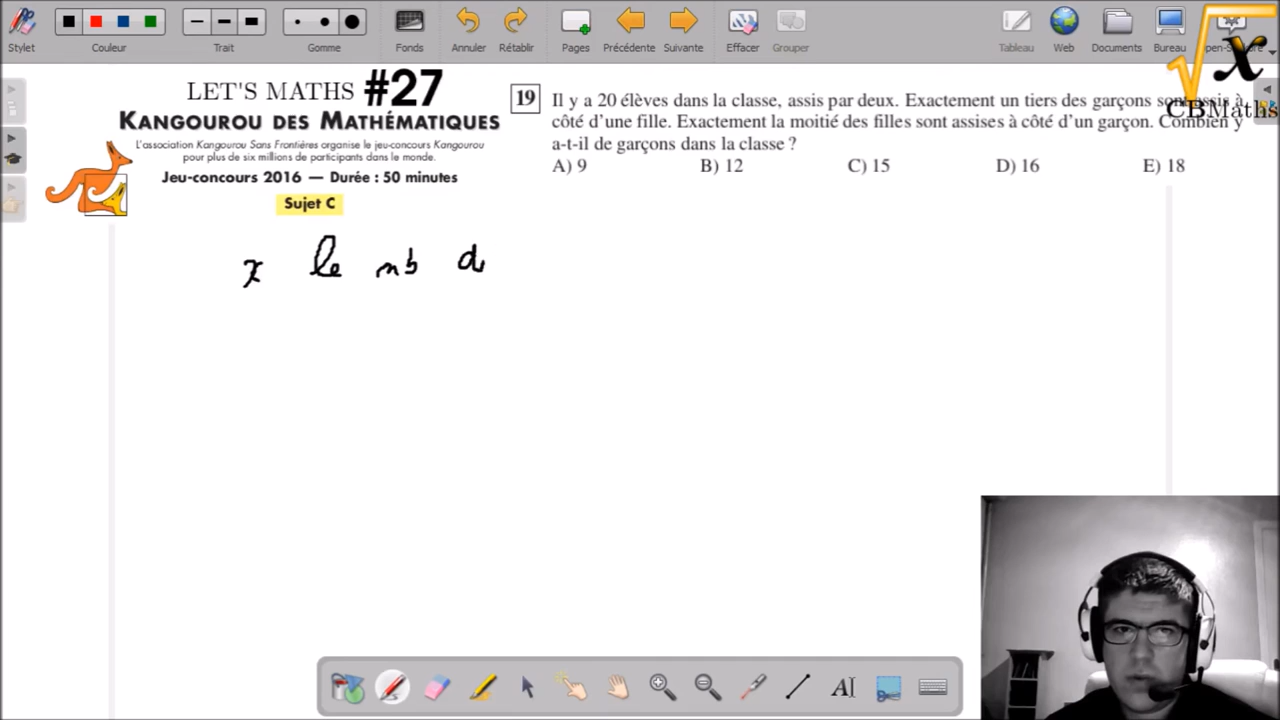 Stylet
Couleur
Trait
Gomme
Fonds
Annuler
Rétablir
Pages
Précédente
Suivante
Effacer
Grouper
Tableau
Web
Documents
Bureau
LET'S MATHS #27
KANGOUROU DES MATHÉMATIQUES
L'association Kangourou Sans Frontières organise le jeu-concours Kangourou
pour plus de six millions de participants dans le monde.
Jeu-concours 2016 — Durée : 50 minutes
Sujet C
19 Il y a 20 élèves dans la classe, assis par deux. Exactement un tiers des garçons sont assis à
côté d'une fille. Exactement la moitié des filles sont assises à côté d'un garçon. Combien y
a-t-il de garçons dans la classe ?
A) 9 B) 12 C) 15 D) 16 E) 18
√x
CBMaths
x le nb d
AI